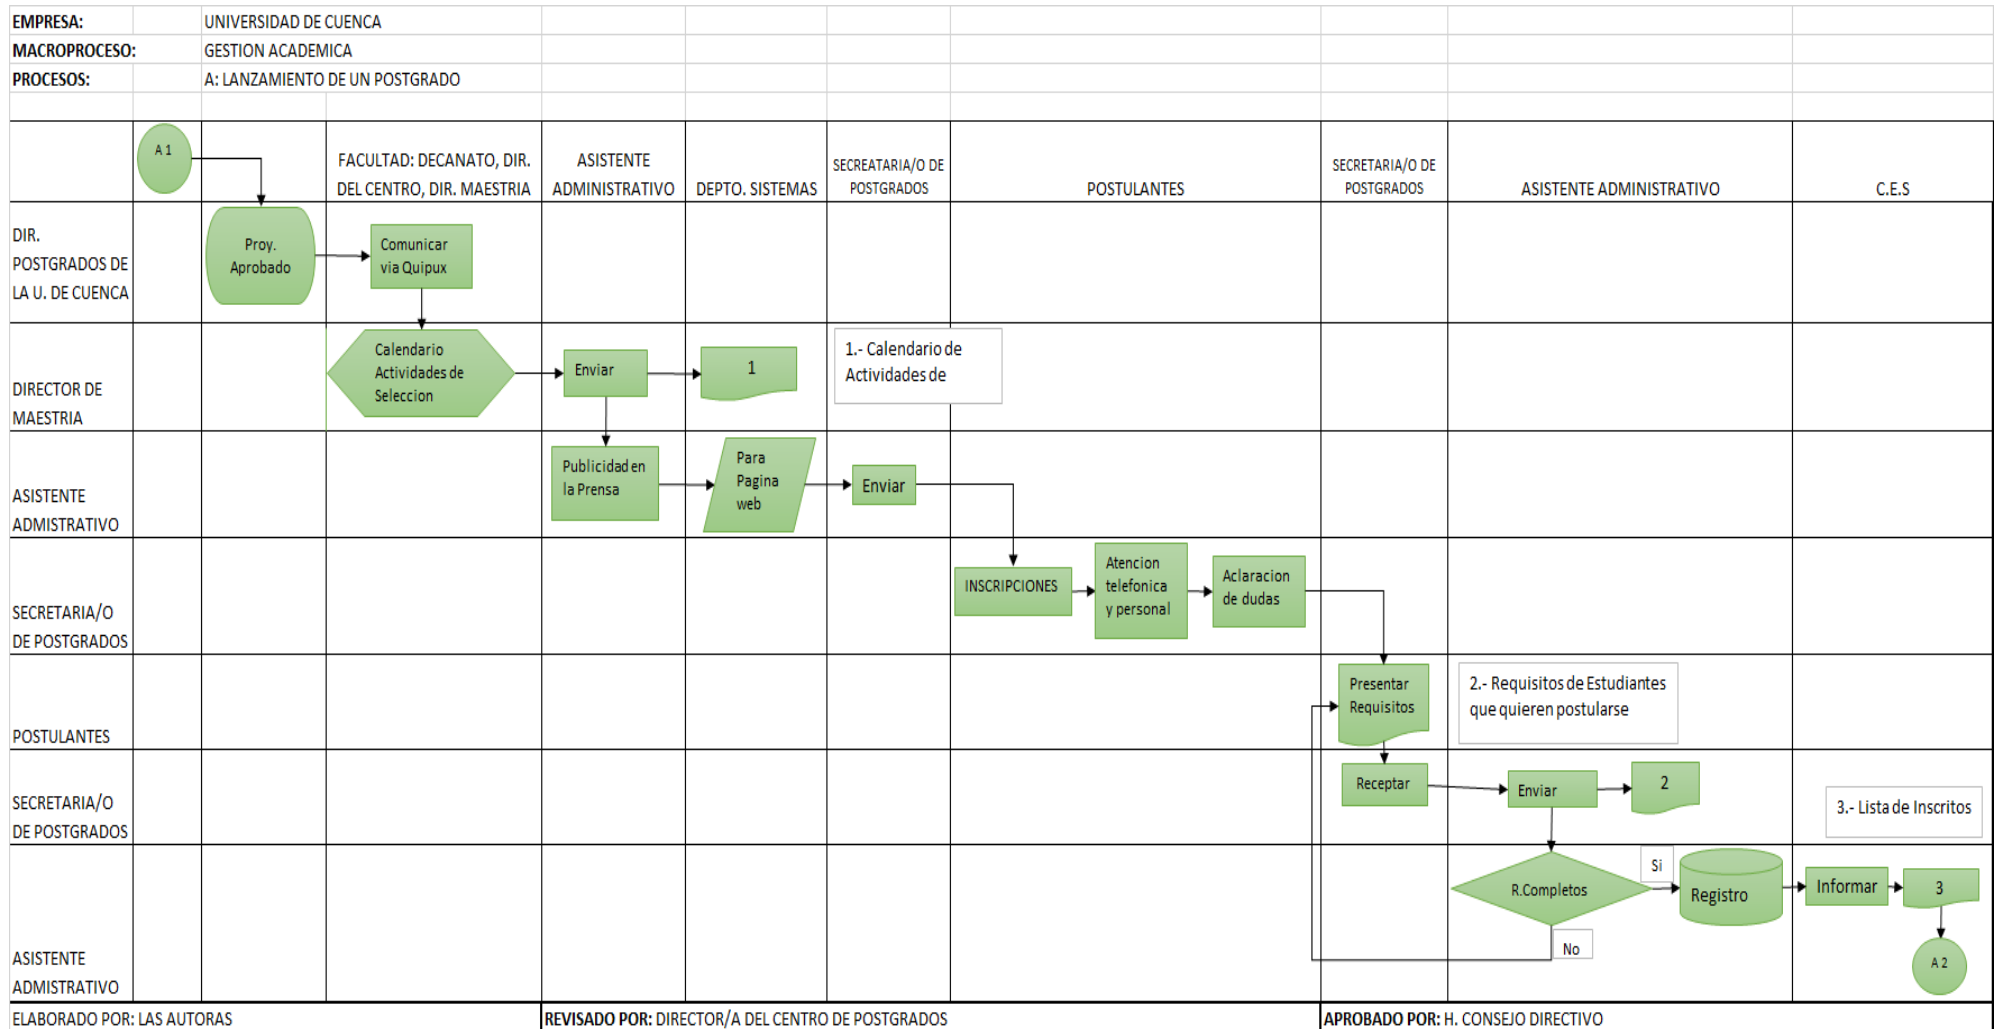 EMPRESA: UNIVERSIDAD DE CUENCA
MACROPROCESO: GESTION ACADEMICA
PROCESOS: A: LANZAMIENTO DE UN POSTGRADO
A 1
FACULTAD: DECANATO, DIR.
DEL CENTRO, DIR. MAESTRIA
ASISTENTE
ADMINISTRATIVO
DEPTO. SISTEMAS
SECREATARIA/O DE
POSTGRADOS
POSTULANTES
SECRETARIA/O DE
POSTGRADOS
ASISTENTE ADMINISTRATIVO
C.E.S
DIR.
POSTGRADOS DE
LA U. DE CUENCA
Proy.
Aprobado
Comunicar
via Quipux
DIRECTOR DE
MAESTRIA
Calendario
Actividades de
Seleccion
Enviar
1
1.- Calendario de
Actividades de
ASISTENTE
ADMISTRATIVO
Publicidad en
la Prensa
Para
Pagina
web
Enviar
SECRETARIA/O
DE POSTGRADOS
INSCRIPCIONES
Atencion
telefonica
y personal
Aclaracion
de dudas
POSTULANTES
Presentar
Requisitos
2.- Requisitos de Estudiantes
que quieren postularse
SECRETARIA/O
DE POSTGRADOS
Receptar
Enviar
2
3.- Lista de Inscritos
ASISTENTE
ADMISTRATIVO
R.Completos
Si
No
Registro
Informar
3
A 2
ELABORADO POR: LAS AUTORAS
REVISADO POR: DIRECTOR/A DEL CENTRO DE POSTGRADOS
APROBADO POR: H. CONSEJO DIRECTIVO